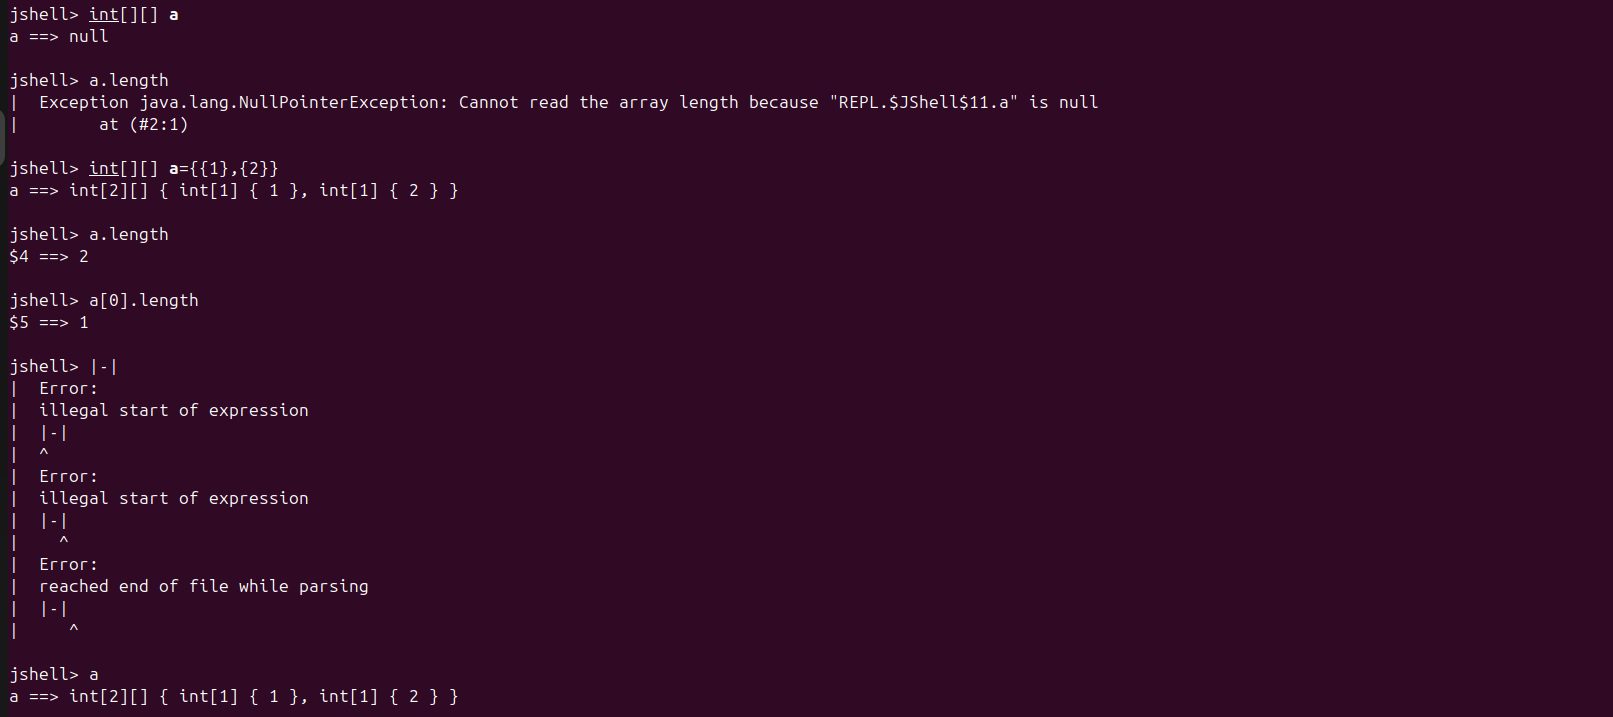 jshell> int[][] a
a ==> null
jshell> a.length
|  Exception java.lang.NullPointerException: Cannot read the array length because "REPL.$JShell$11.a" is null
|        at (#2:1)
jshell> int[][] a={{1},{2}}
a ==> int[2][] { int[1] { 1 }, int[1] { 2 } }
jshell> a.length
$4 ==> 2
jshell> a[0].length
$5 ==> 1
jshell> |-|
|  Error:
|  illegal start of expression
|  |-|
|  ^
|  Error:
|  illegal start of expression
|  |-|
|    ^
|  Error:
|  reached end of file while parsing
|  |-|
|     ^
jshell> a
a ==> int[2][] { int[1] { 1 }, int[1] { 2 } }